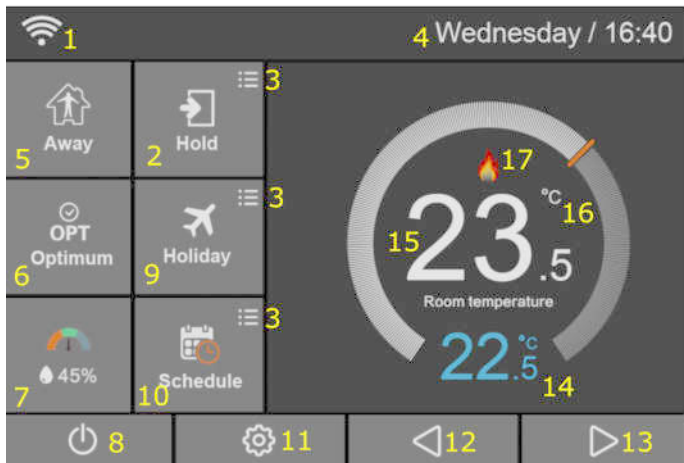 1
4 Wednesday / 16:40
3
Away
5
Hold
2
17
°C
16
15
23.5
Room temperature
3
OPT
Optimum
6
Holiday
9
3
45%
7
Schedule
10
22.5 °C
14
8
11
12
13